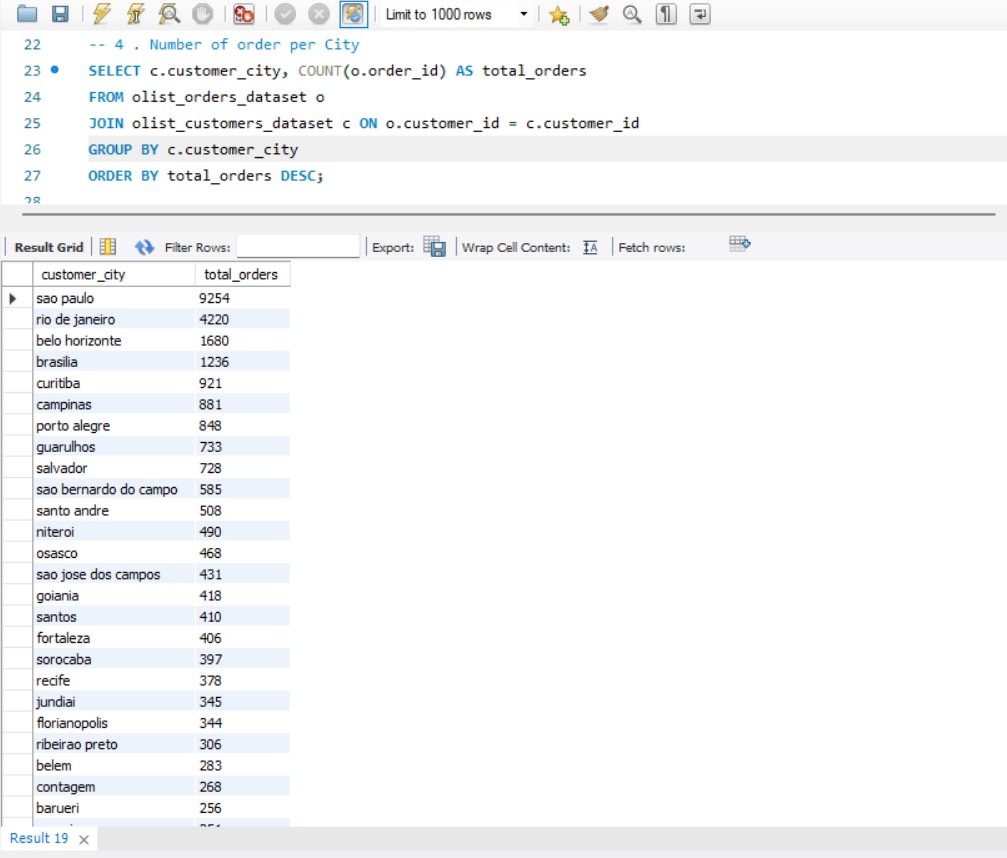 Limit to 1000 rows
22 -- 4 . Number of order per City
23 SELECT c.customer_city, COUNT(o.order_id) AS total_orders
24 FROM olist_orders_dataset o
25 JOIN olist_customers_dataset c ON o.customer_id = c.customer_id
26 GROUP BY c.customer_city
27 ORDER BY total_orders DESC;
28
Result Grid Filter Rows: Export: Wrap Cell Content: Fetch rows:
customer_city total_orders
sao paulo 9254
rio de janeiro 4220
belo horizonte 1680
brasilia 1236
curitiba 921
campinas 881
porto alegre 848
guarulhos 733
salvador 728
sao bernardo do campo 585
santo andre 508
niteroi 490
osasco 468
sao jose dos campos 431
goiania 418
santos 410
fortaleza 406
sorocaba 397
recife 378
jundiai 345
florianopolis 344
ribeirao preto 306
belem 283
contagem 268
barueri 256
Result 19